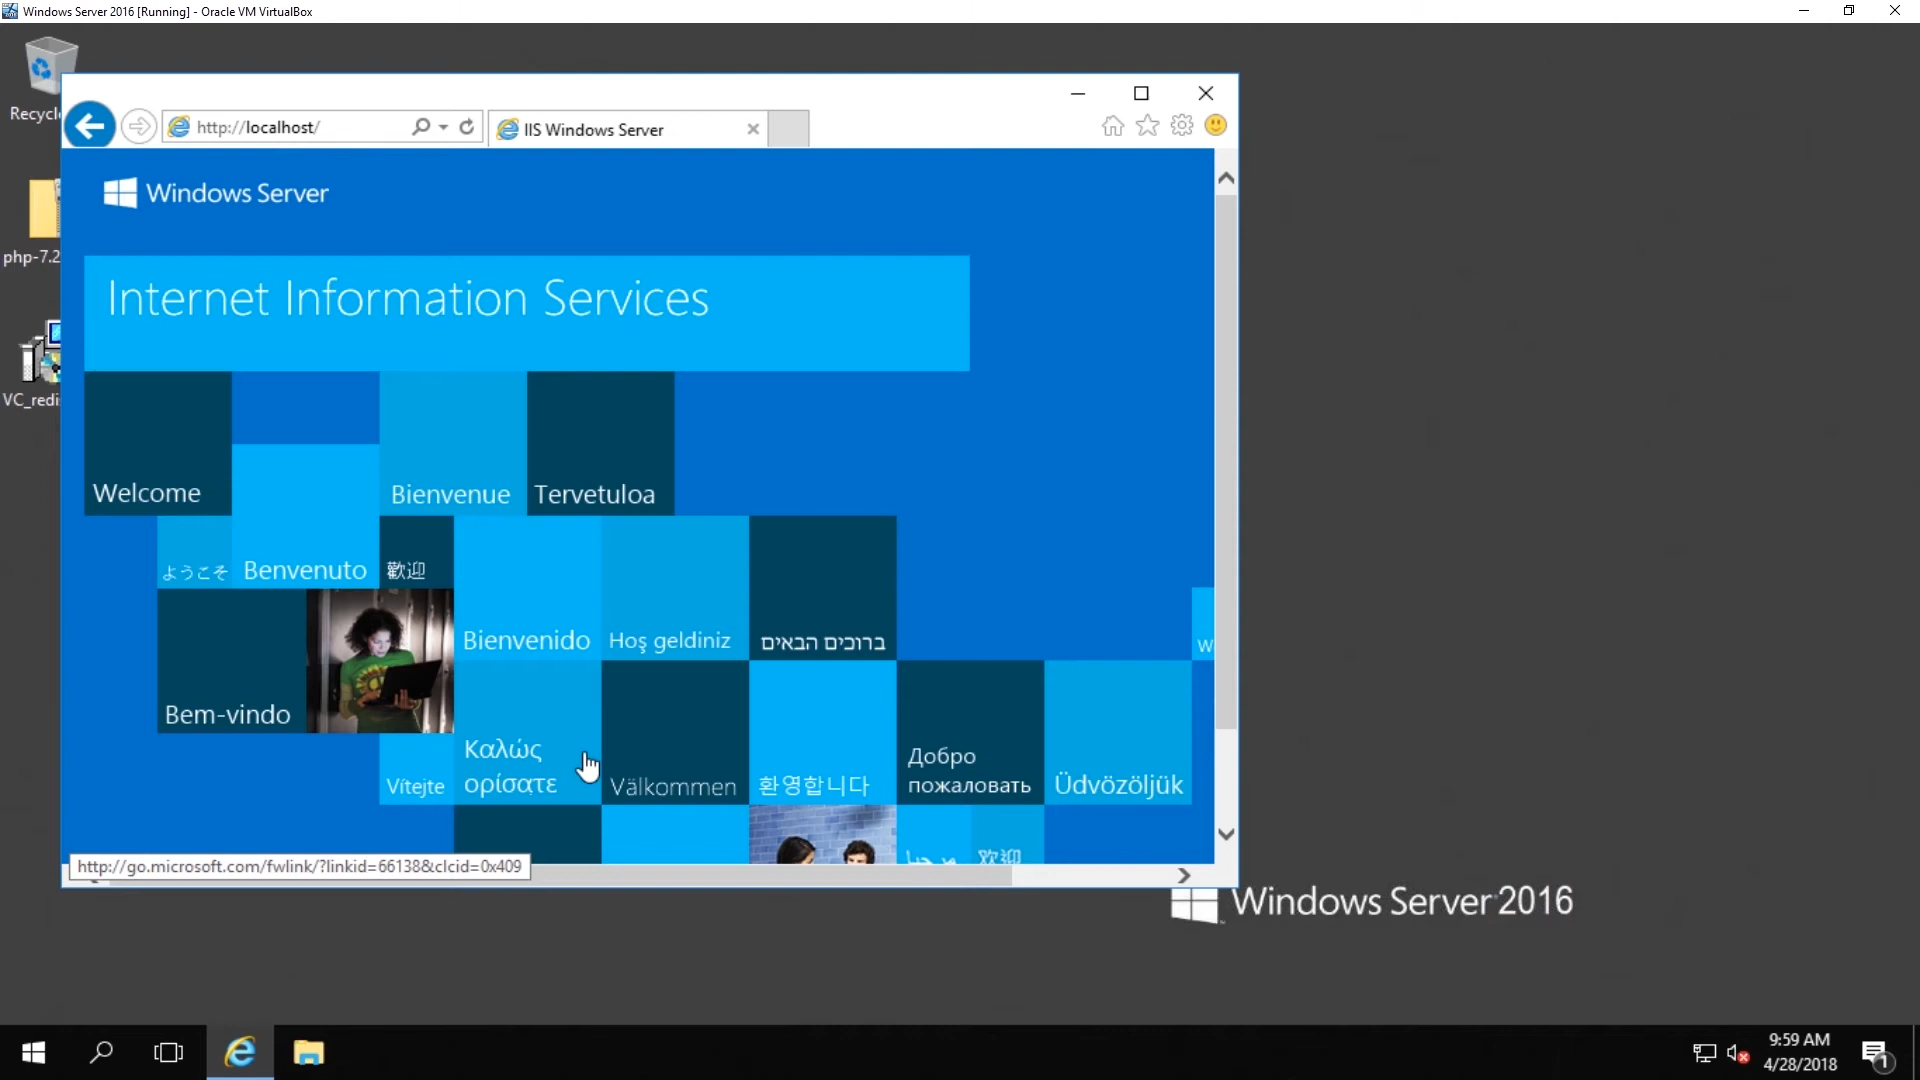 Windows Server 2016 [Running] - Oracle VM VirtualBox
http://localhost/
IIS Windows Server
Windows Server
php-7.2
Internet Information Services
VC_redis
Welcome
Bienvenue
Tervetuloa
ようこそ
Benvenuto
歡迎
Bienvenido
Hoş geldiniz
ברוכים הבאים
Bem-vindo
Vítejte
Καλώς
ορίσατε
Välkommen
환영합니다
Добро
пожаловать
Üdvözöljük
http://go.microsoft.com/fwlink/?linkid=66138&clcid=0x409
Windows Server 2016
9:59 AM
4/28/2018
1